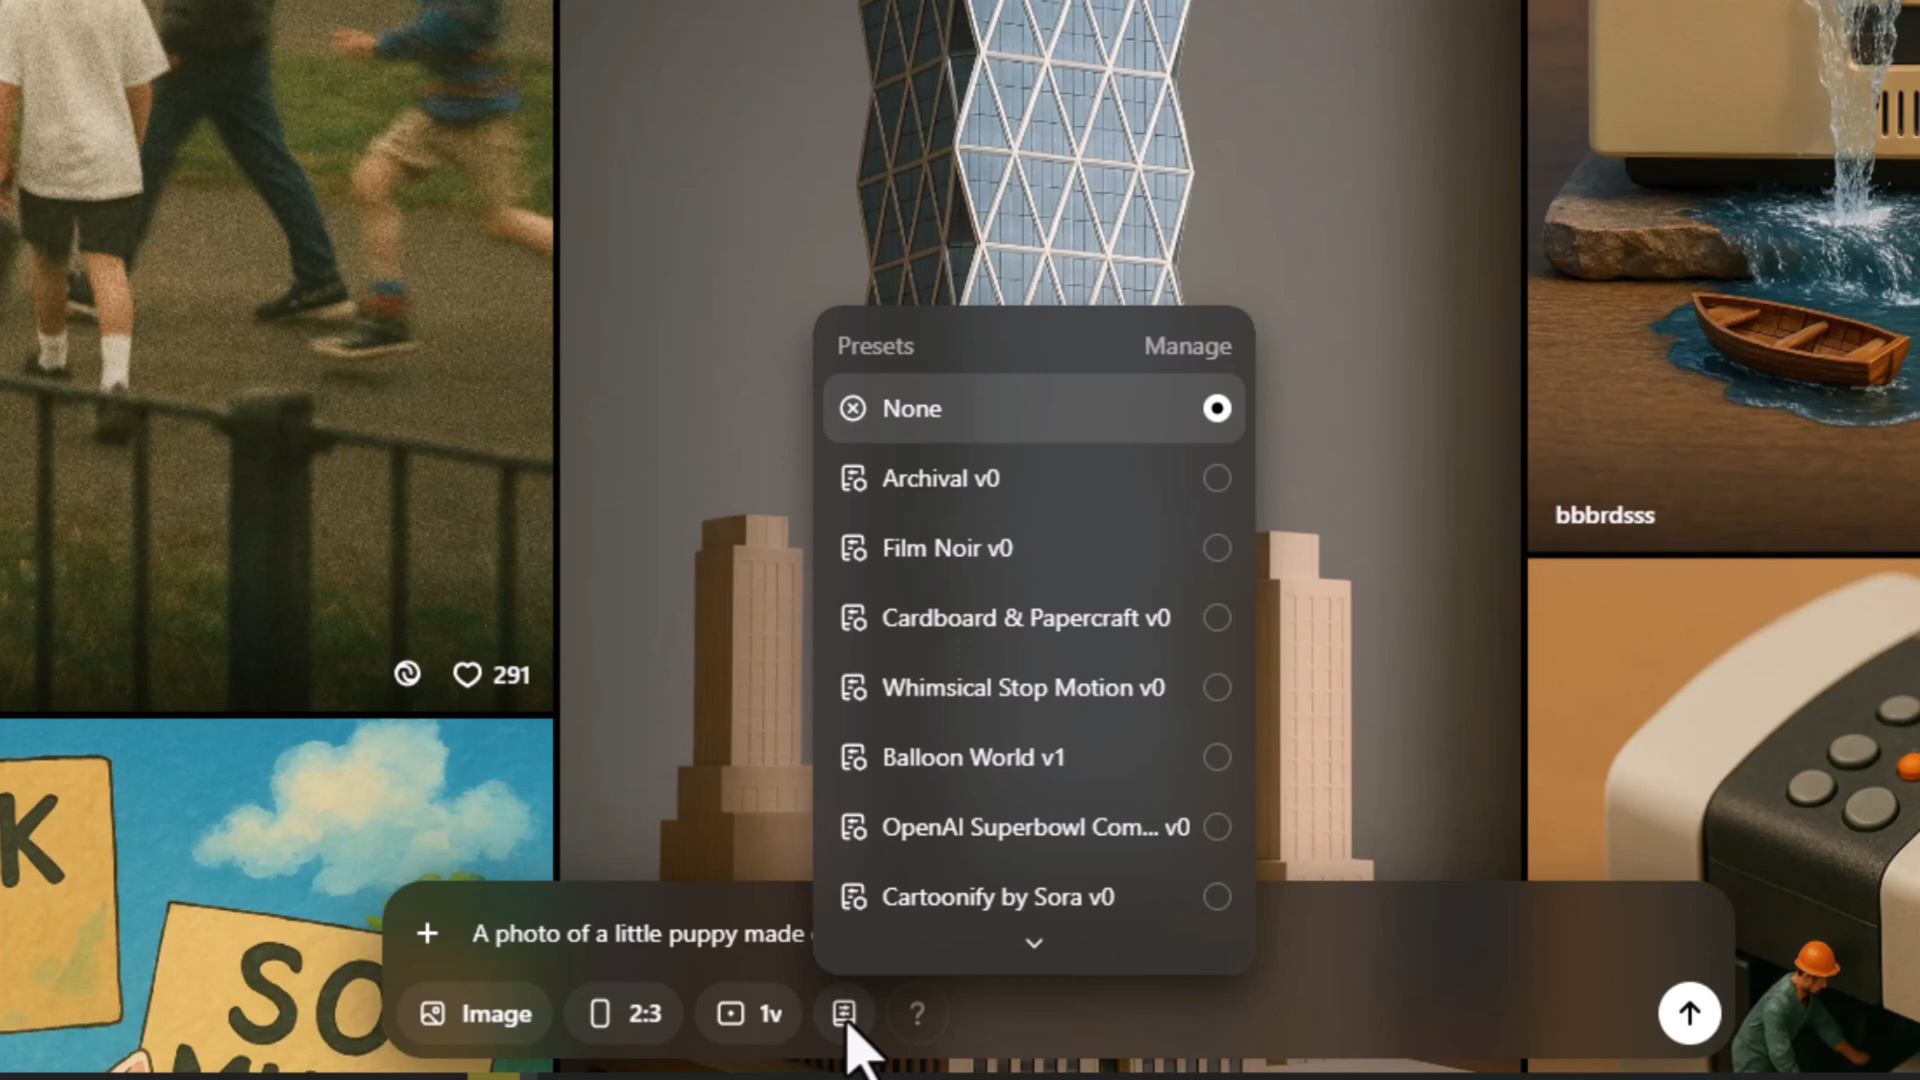 Presets
Manage
None
Archival v0
Film Noir v0
Cardboard & Papercraft v0
Whimsical Stop Motion v0
Balloon World v1
OpenAI Superbowl Com... v0
Cartoonify by Sora v0
291
bbbrdsss
K
SO
A photo of a little puppy made
Image
2:3
1v
?